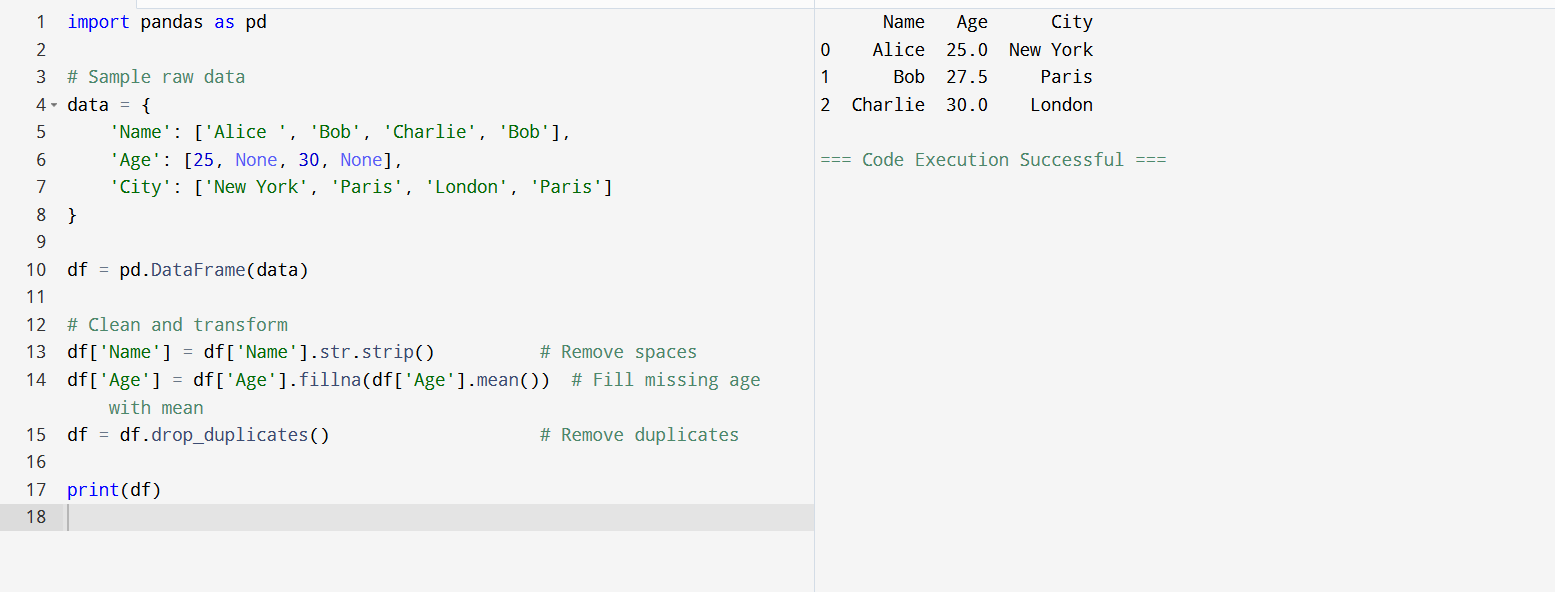 1 import pandas as pd
2
3 # Sample raw data
4 data = {
5     'Name': ['Alice ', 'Bob', 'Charlie', 'Bob'],
6     'Age': [25, None, 30, None],
7     'City': ['New York', 'Paris', 'London', 'Paris']
8 }
9
10 df = pd.DataFrame(data)
11
12 # Clean and transform
13 df['Name'] = df['Name'].str.strip()          # Remove spaces
14 df['Age'] = df['Age'].fillna(df['Age'].mean())  # Fill missing age
    with mean
15 df = df.drop_duplicates()                    # Remove duplicates
16
17 print(df)
18
      Name   Age      City
0    Alice  25.0  New York
1      Bob  27.5     Paris
2  Charlie  30.0    London

=== Code Execution Successful ===